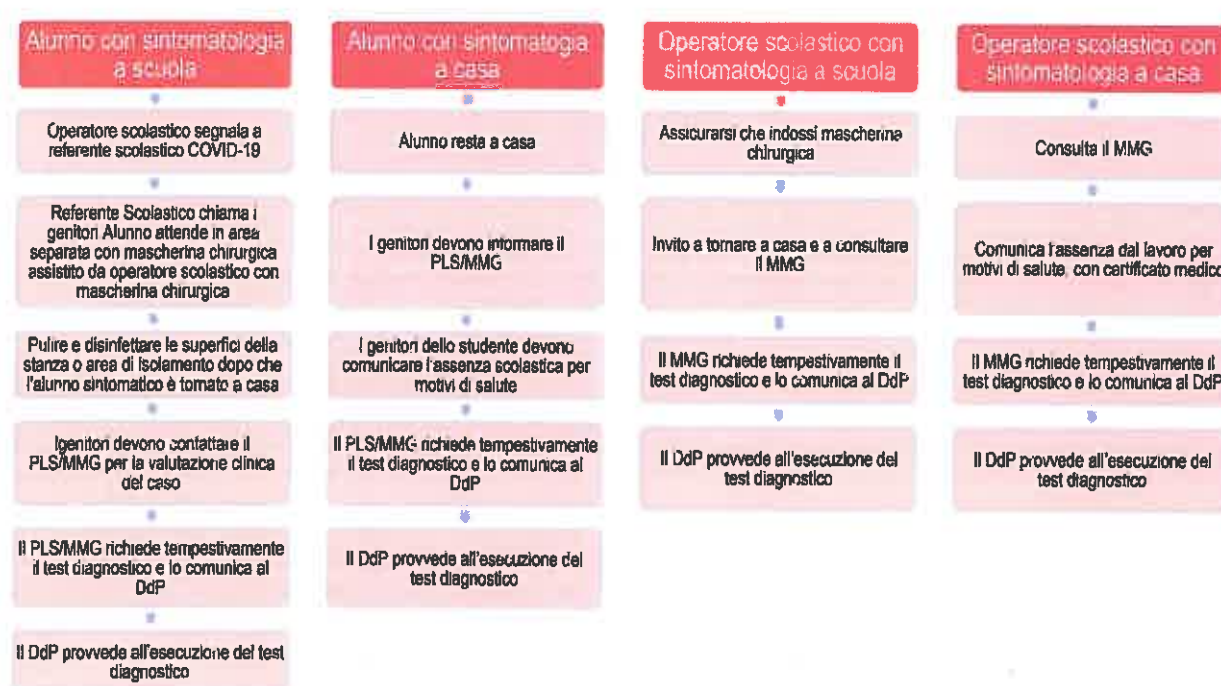 Alunno con sintomatologia
a scuola
Operatore scolastico segnala a
referente scolastico COVID-19
Referente Scolastico chiama i
genitori Alunno attende in area
separata con mascherina chirurgica
assistito da operatore scolastico con
mascherina chirurgica
Pulire e disinfettare le superfici della
stanza o area di isolamento dopo che
l'alunno sintomatico è tornato a casa
Igenitori devono contattare il
PLS/MMG per la valutazione clinica
del caso
Il PLS/MMG richiede tempestivamente
il test diagnostico e lo comunica al
DdP
Il DdP provvede all'esecuzione del test
diagnostico
Alunno con sintomatogia
a casa
Alunno resta a casa
I genitori devono informare il
PLS/MMG
I genitori dello studente devono
comunicare l'assenza scolastica per
motivi di salute
Il PLS/MMG richiede tempestivamente
il test diagnostico e lo comunica al
DdP
Il DdP provvede all'esecuzione del
test diagnostico
Operatore scolastico con
sintomatologia a scuola
Assicurarsi che indossi mascherina
chirurgica
Invito a tornare a casa e a consultare
il MMG
Il MMG richiede tempestivamente il
test diagnostico e lo comunica al DdP
Il DdP provvede all'esecuzione del
test diagnostico
Operatore scolastico con
sintomatologia a casa
Consulta il MMG
Comunica l'assenza dal lavoro per
motivi di salute, con certificato medico
Il MMG richiede tempestivamente il
test diagnostico e lo comunica al DdP
Il DdP provvede all'esecuzione del
test diagnostico